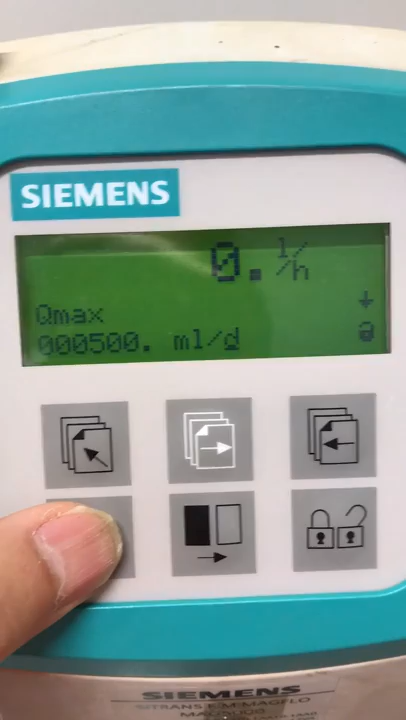 SIEMENS
0. l/h
Qmax
000500. ml/d
SIEMENS
SITRANS F M MAGFLO